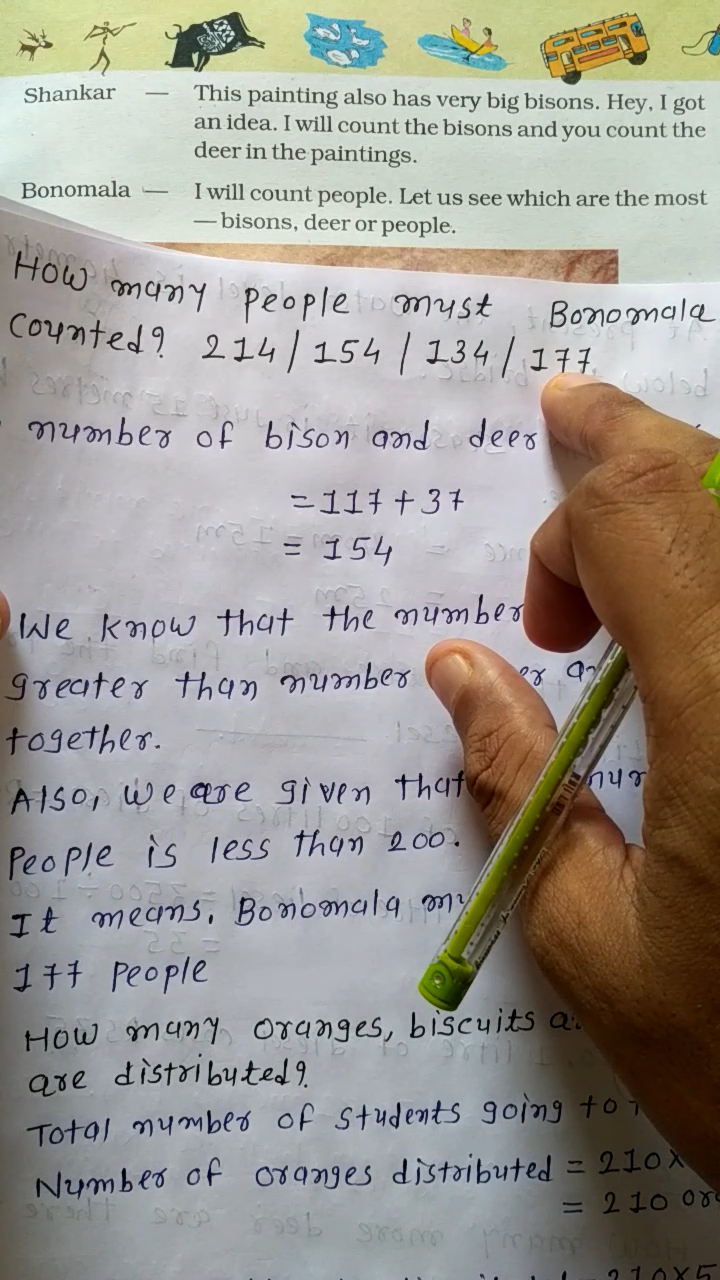 Shankar — This painting also has very big bisons. Hey, I got
an idea. I will count the bisons and you count the
deer in the paintings.
Bonomala — I will count people. Let us see which are the most
— bisons, deer or people.
How many people must Bonomala
counted? 214/154/134/177
number of bison and deer
=117+37
= 154
We know that the number
greater than number
together.
Also, we are given that
People is less than 200.
It means, Bonomala
177 People
How many oranges, biscuits
are distributed?
Total number of students going to
Number of oranges distributed = 210×
= 210
210×5